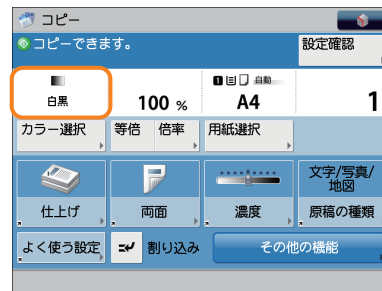 コピー
コピーできます。
設定確認
白黒
100 %
1 自動
A4
1
カラー選択
等倍
倍率
用紙選択
仕上げ
両面
濃度
文字/写真/
地図
原稿の種類
よく使う設定
割り込み
その他の機能